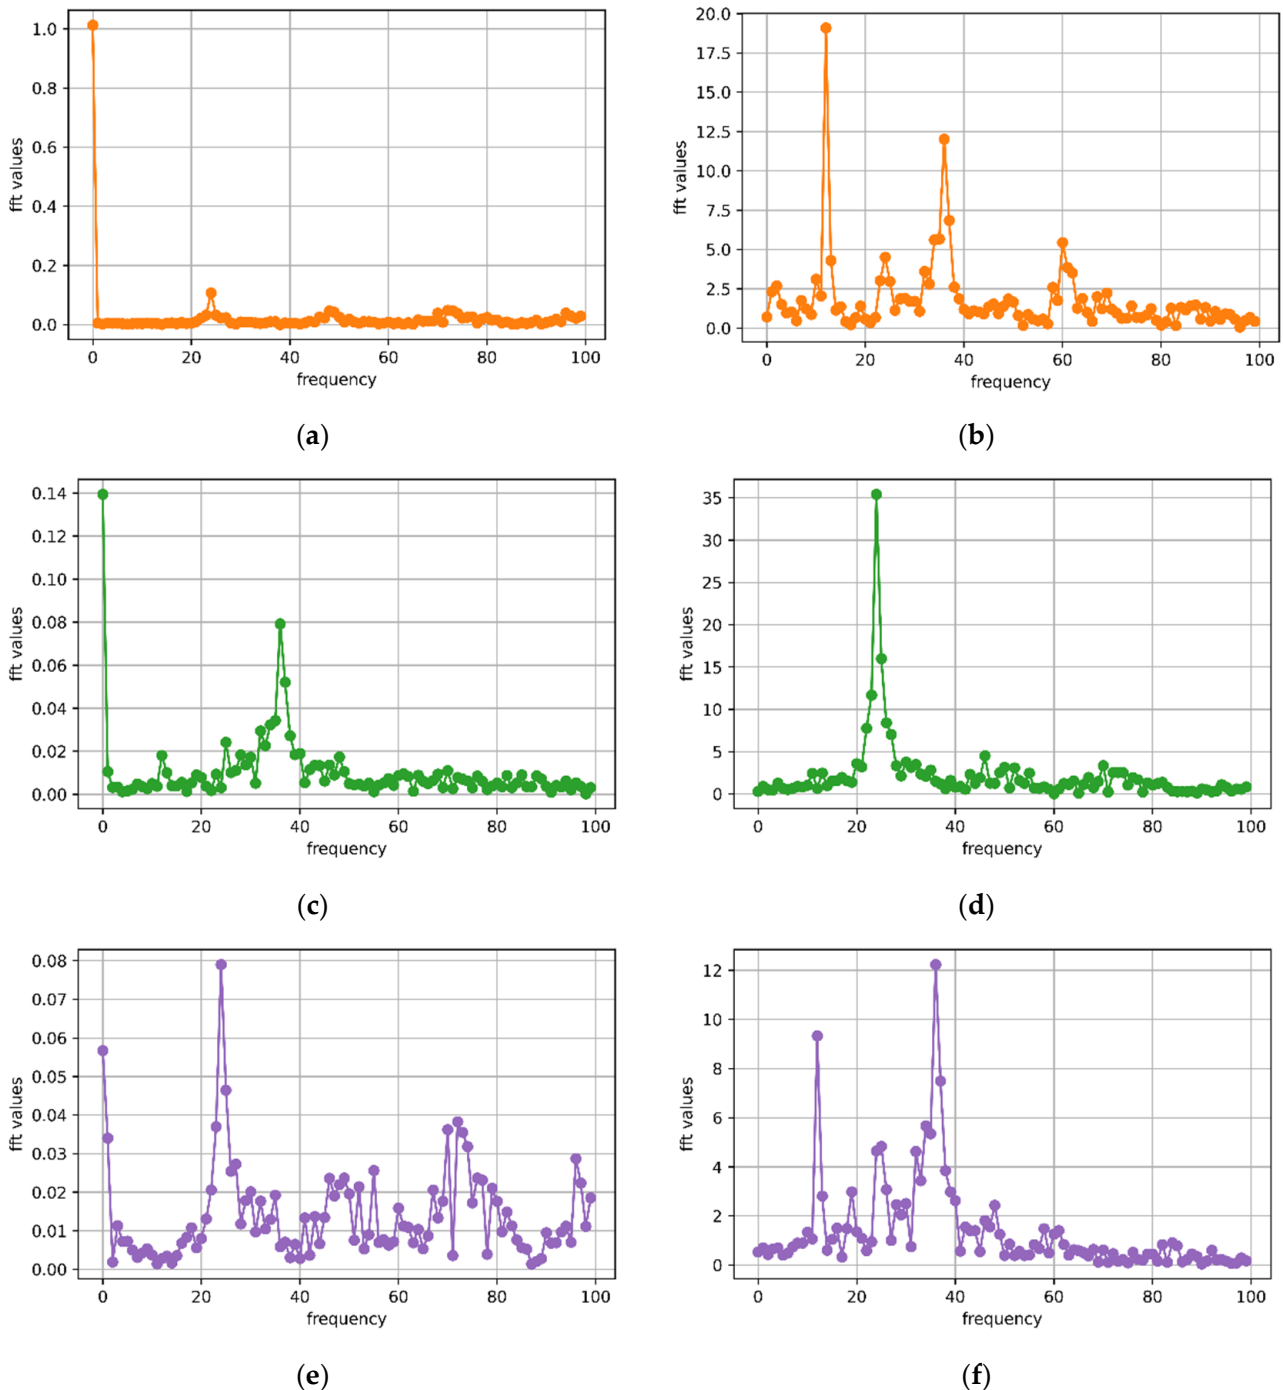 1.0
0.8
0.6
0.4
0.2
0.0
fft values
0 20 40 60 80 100
frequency
(a)
20.0
17.5
15.0
12.5
10.0
7.5
5.0
2.5
0.0
fft values
0 20 40 60 80 100
frequency
(b)
0.14
0.12
0.10
0.08
0.06
0.04
0.02
0.00
fft values
0 20 40 60 80 100
frequency
(c)
35
30
25
20
15
10
5
0
fft values
0 20 40 60 80 100
frequency
(d)
0.08
0.07
0.06
0.05
0.04
0.03
0.02
0.01
0.00
fft values
0 20 40 60 80 100
frequency
(e)
12
10
8
6
4
2
0
fft values
0 20 40 60 80 100
frequency
(f)